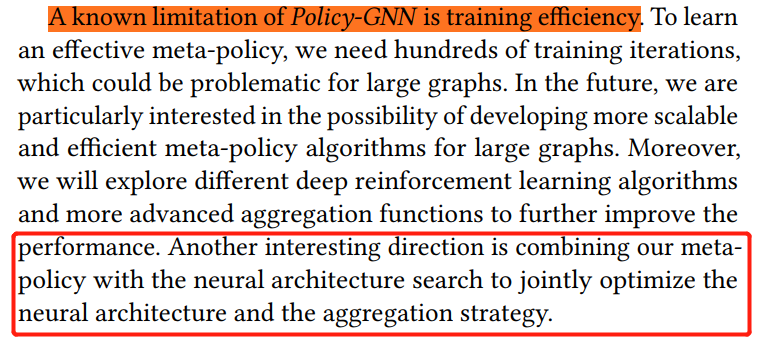 A known limitation of Policy-GNN is training efficiency. To learn
an effective meta-policy, we need hundreds of training iterations,
which could be problematic for large graphs. In the future, we are
particularly interested in the possibility of developing more scalable
and efficient meta-policy algorithms for large graphs. Moreover,
we will explore different deep reinforcement learning algorithms
and more advanced aggregation functions to further improve the
performance. Another interesting direction is combining our meta-
policy with the neural architecture search to jointly optimize the
neural architecture and the aggregation strategy.